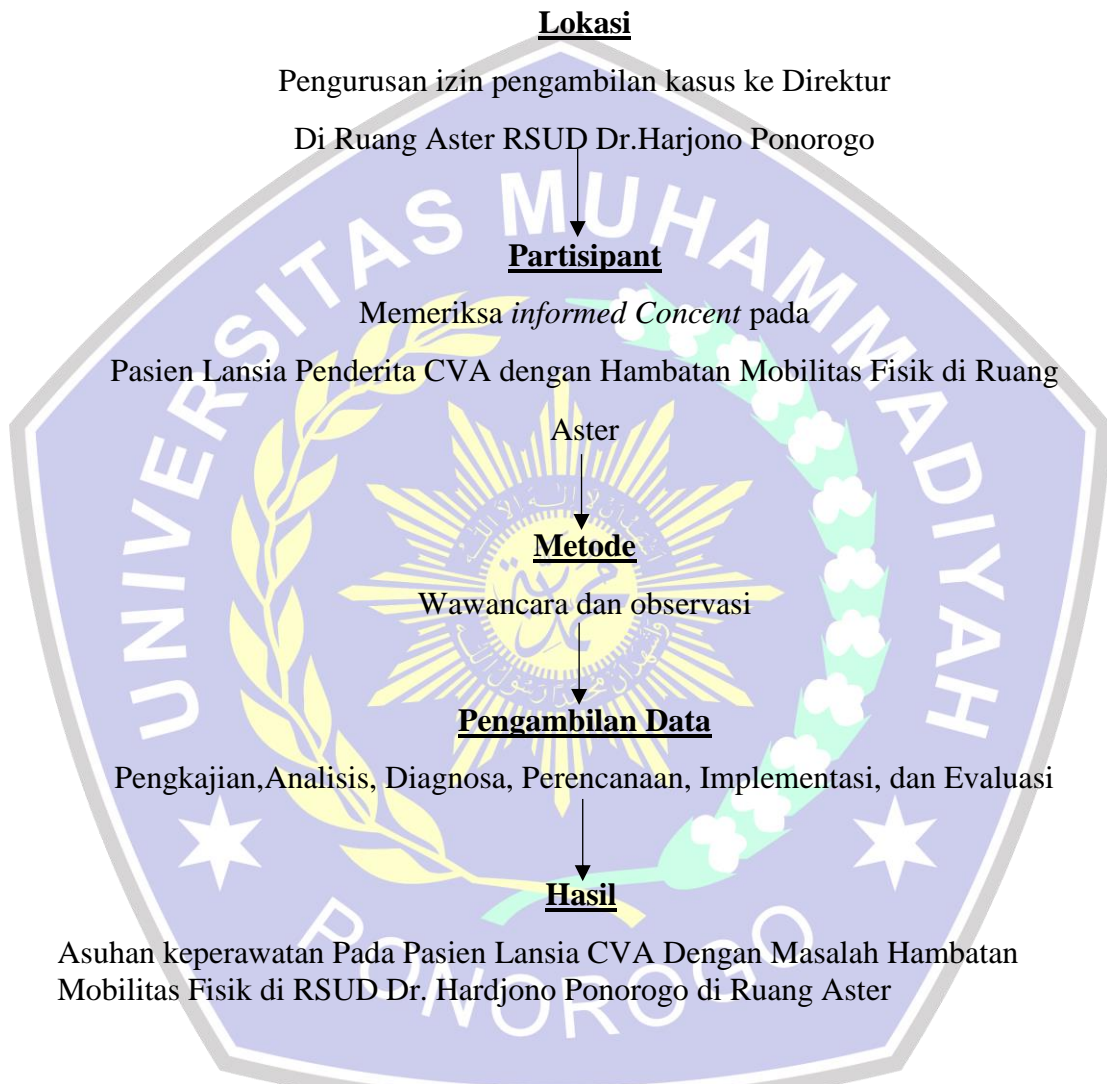 Lokasi
Pengurusan izin pengambilan kasus ke Direktur
Di Ruang Aster RSUD Dr.Harjono Ponorogo
Partisipant
Memeriksa informed Concent pada
Pasien Lansia Penderita CVA dengan Hambatan Mobilitas Fisik di Ruang
Aster
Metode
Wawancara dan observasi
Pengambilan Data
Pengkajian,Analisis, Diagnosa, Perencanaan, Implementasi, dan Evaluasi
Hasil
Asuhan keperawatan Pada Pasien Lansia CVA Dengan Masalah Hambatan
Mobilitas Fisik di RSUD Dr. Hardjono Ponorogo di Ruang Aster
UNIVERSITAS MUHAMMADIYAH
PONOROGO